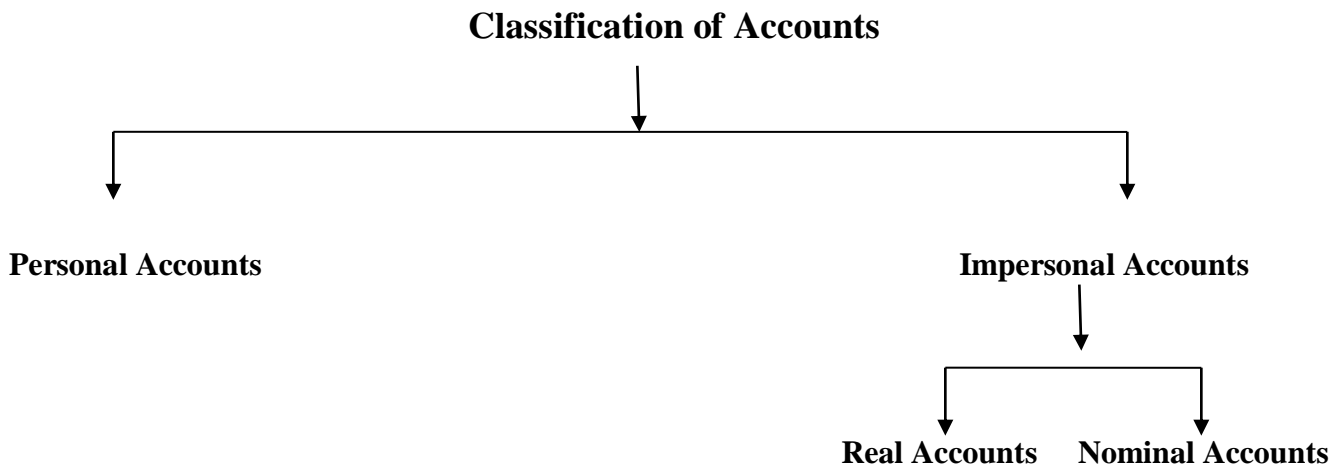 Classification of Accounts
Personal Accounts Impersonal Accounts
Real Accounts Nominal Accounts